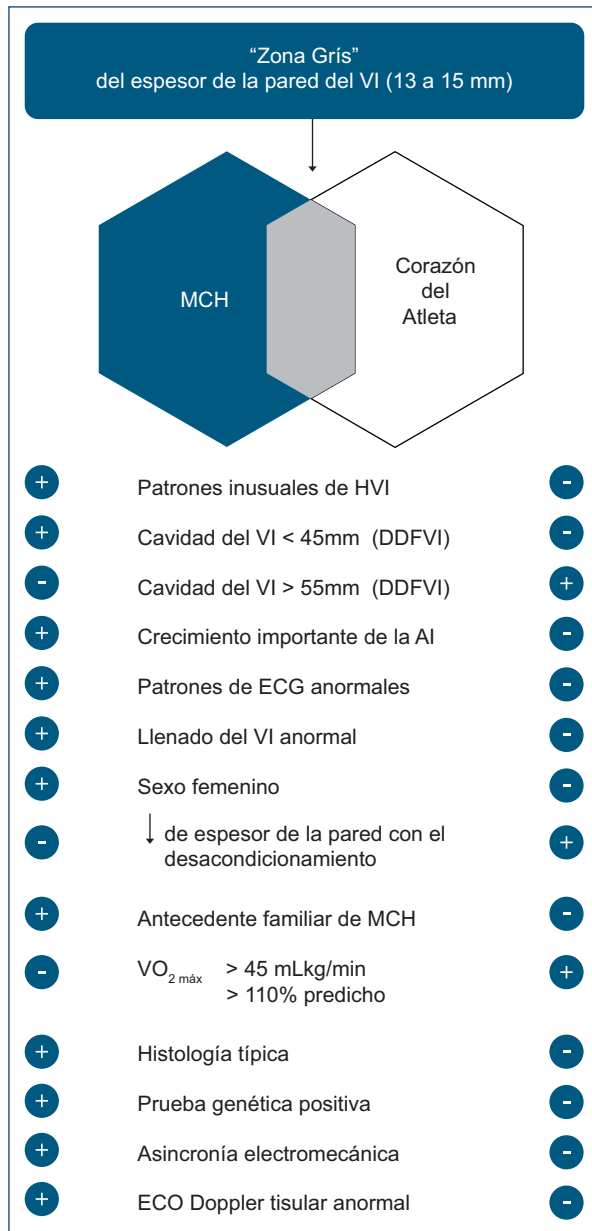 “Zona Grís”
del espesor de la pared del VI (13 a 15 mm)
MCH
Corazón
del
Atleta
+ Patrones inusuales de HVI -
+ Cavidad del VI < 45mm (DDFVI) -
- Cavidad del VI > 55mm (DDFVI) +
+ Crecimiento importante de la AI -
+ Patrones de ECG anormales -
+ Llenado del VI anormal -
+ Sexo femenino -
- ↓ de espesor de la pared con el +
desacondicionamiento
+ Antecedente familiar de MCH -
- VO2 máx > 45 mLkg/min +
> 110% predicho
+ Histología típica -
+ Prueba genética positiva -
+ Asincronía electromecánica -
+ ECO Doppler tisular anormal -